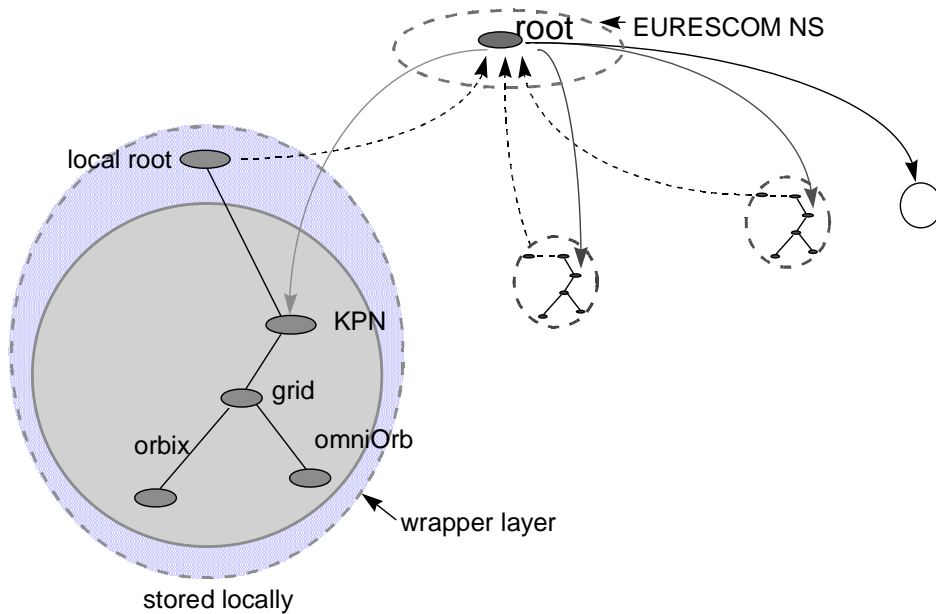 root
EURESCOM NS
local root
KPN
grid
orbix
omniOrb
wrapper layer
stored locally